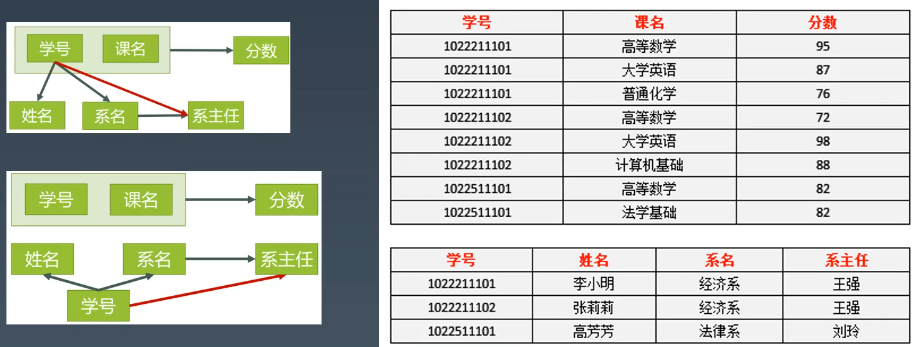 学号 课名 分数
姓名 系名 系主任
学号 课名 分数
姓名 系名 系主任
学号
学号 课名 分数
1022211101 高等数学 95
1022211101 大学英语 87
1022211101 普通化学 76
1022211102 高等数学 72
1022211102 大学英语 98
1022211102 计算机基础 88
1022511101 高等数学 82
1022511101 法学基础 82
学号 姓名 系名 系主任
1022211101 李小明 经济系 王强
1022211102 张莉莉 经济系 王强
1022511101 高芳芳 法律系 刘玲